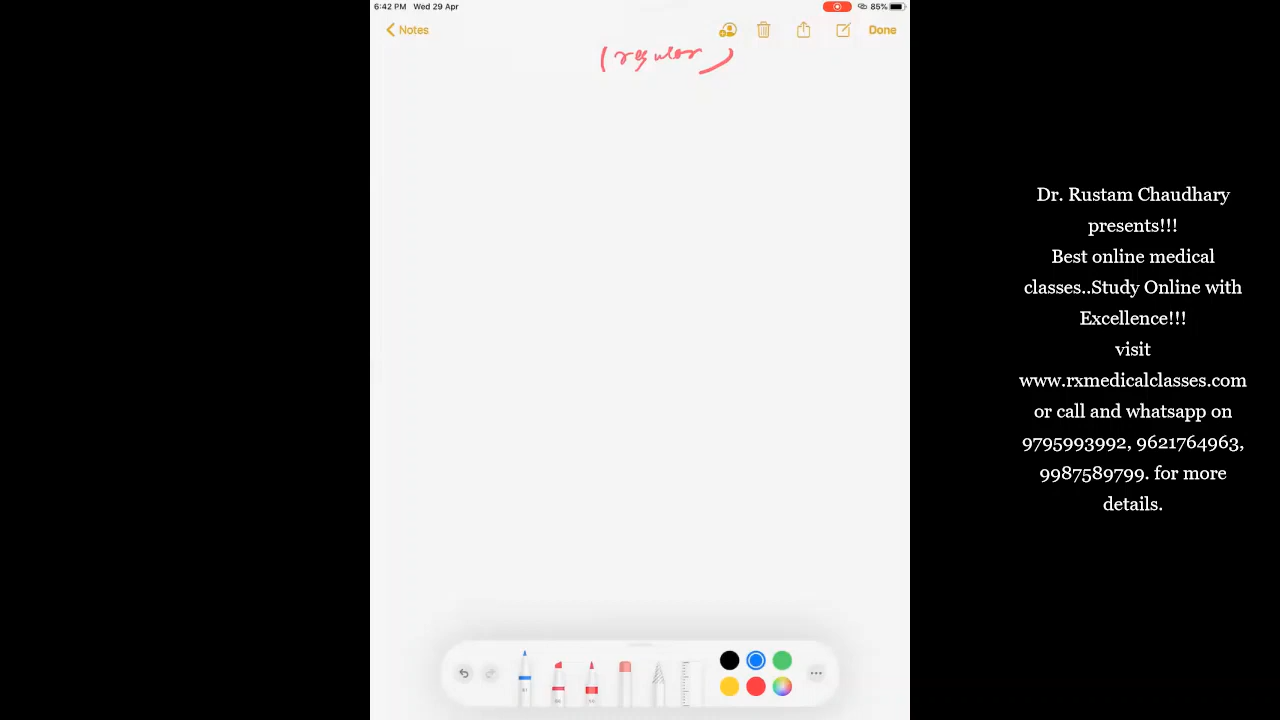 6:42 PM Wed 29 Apr 85%
Notes Done
(regular)
Dr. Rustam Chaudhary
presents!!!
Best online medical
classes..Study Online with
Excellence!!!
visit
www.rxmedicalclasses.com
or call and whatsapp on
9795993992, 9621764963,
9987589799. for more
details.